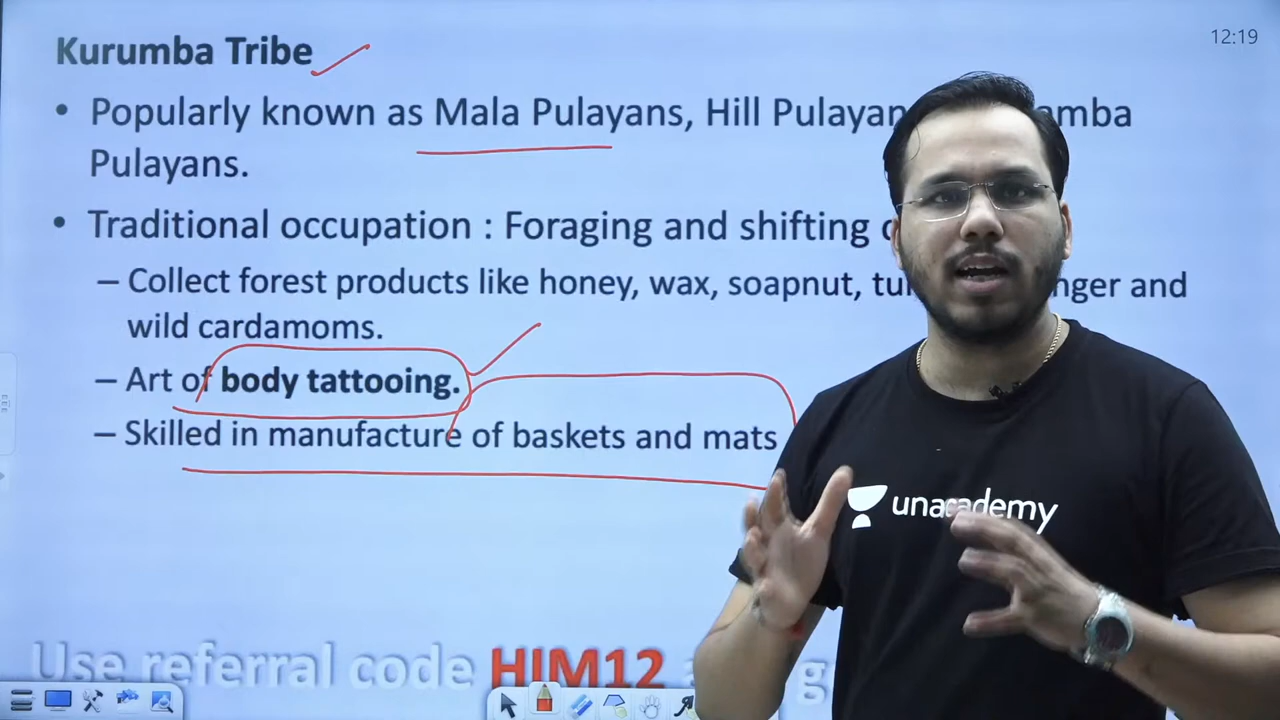 12:19
Kurumba Tribe
• Popularly known as Mala Pulayans, Hill Pulayan
Pulayans.
• Traditional occupation : Foraging and shifting
– Collect forest products like honey, wax, soapnut, and
wild cardamoms.
– Art of body tattooing.
– Skilled in manufacture of baskets and mats
unacademy
Use referral code HIM12